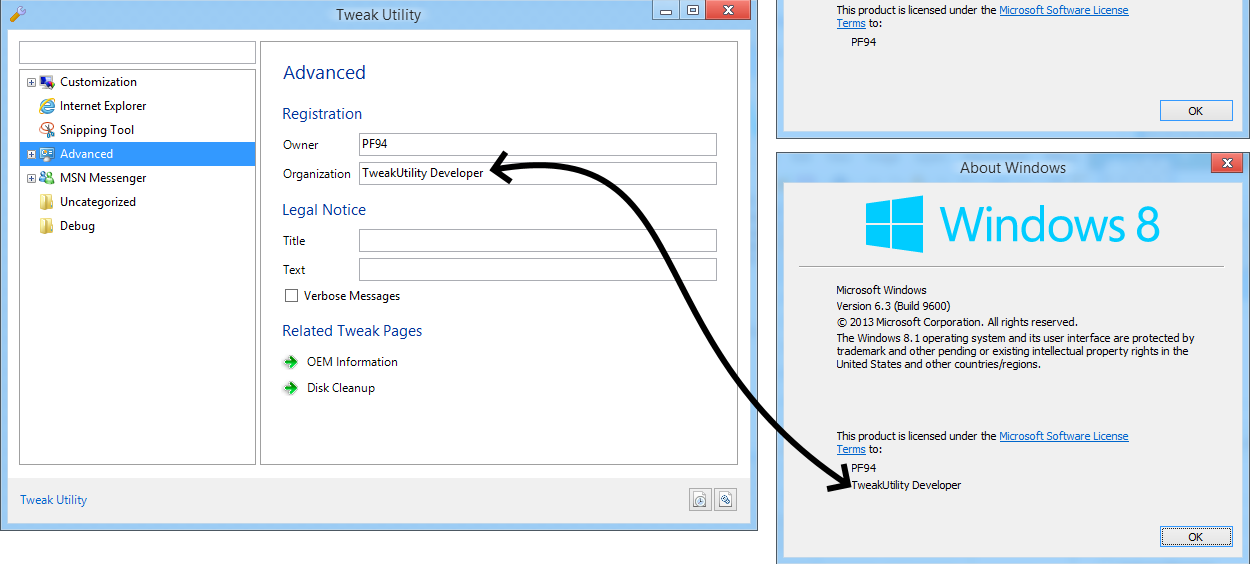 Tweak Utility
Customization
Internet Explorer
Snipping Tool
Advanced
MSN Messenger
Uncategorized
Debug
Advanced
Registration
Owner PF94
Organization TweakUtility Developer
Legal Notice
Title
Text
Verbose Messages
Related Tweak Pages
OEM Information
Disk Cleanup
Tweak Utility
This product is licensed under the Microsoft Software License
Terms to:
PF94
OK
About Windows
Windows 8
Microsoft Windows
Version 6.3 (Build 9600)
© 2013 Microsoft Corporation. All rights reserved.
The Windows 8.1 operating system and its user interface are protected by
trademark and other pending or existing intellectual property rights in the
United States and other countries/regions.
This product is licensed under the Microsoft Software License
Terms to:
PF94
TweakUtility Developer
OK